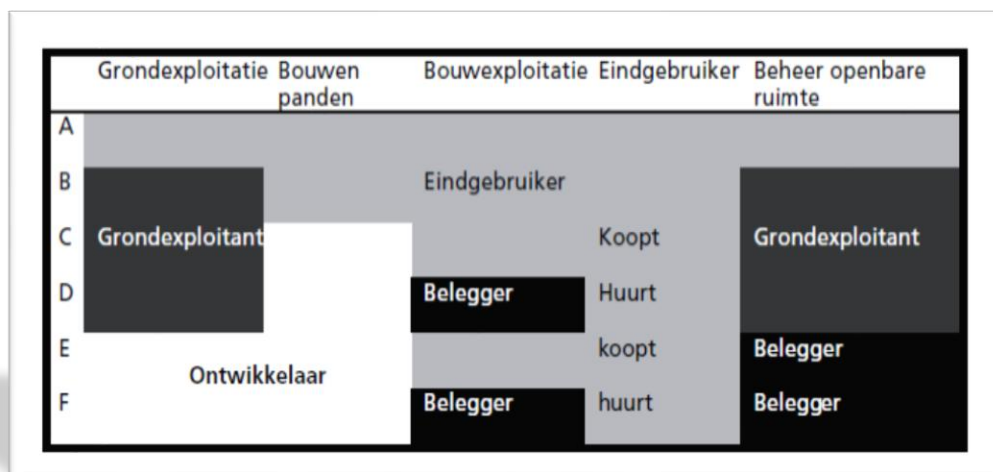 Grondexploitatie Bouwen panden Bouwexploitatie Eindgebruiker Beheer openbare ruimte
A
B Eindgebruiker
C Grondexploitant Koopt Grondexploitant
D Belegger Huurt
E koopt Belegger
Ontwikkelaar
F Belegger huurt Belegger